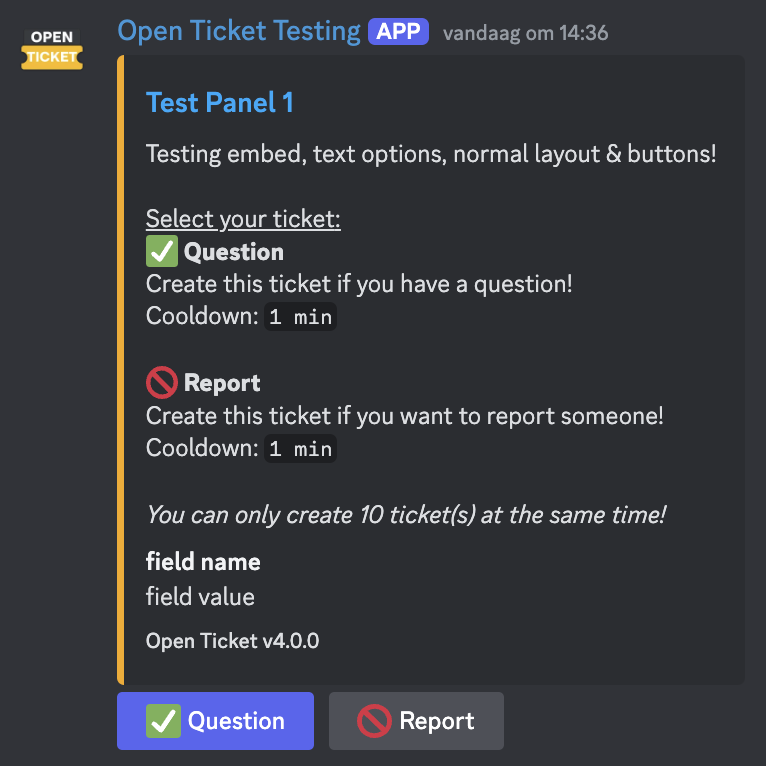 OPEN
TICKET
Open Ticket Testing APP vandaag om 14:36
Test Panel 1
Testing embed, text options, normal layout & buttons!
Select your ticket:
✅ Question
Create this ticket if you have a question!
Cooldown: 1 min
🚫 Report
Create this ticket if you want to report someone!
Cooldown: 1 min
You can only create 10 ticket(s) at the same time!
field name
field value
Open Ticket v4.0.0
✅ Question 🚫 Report